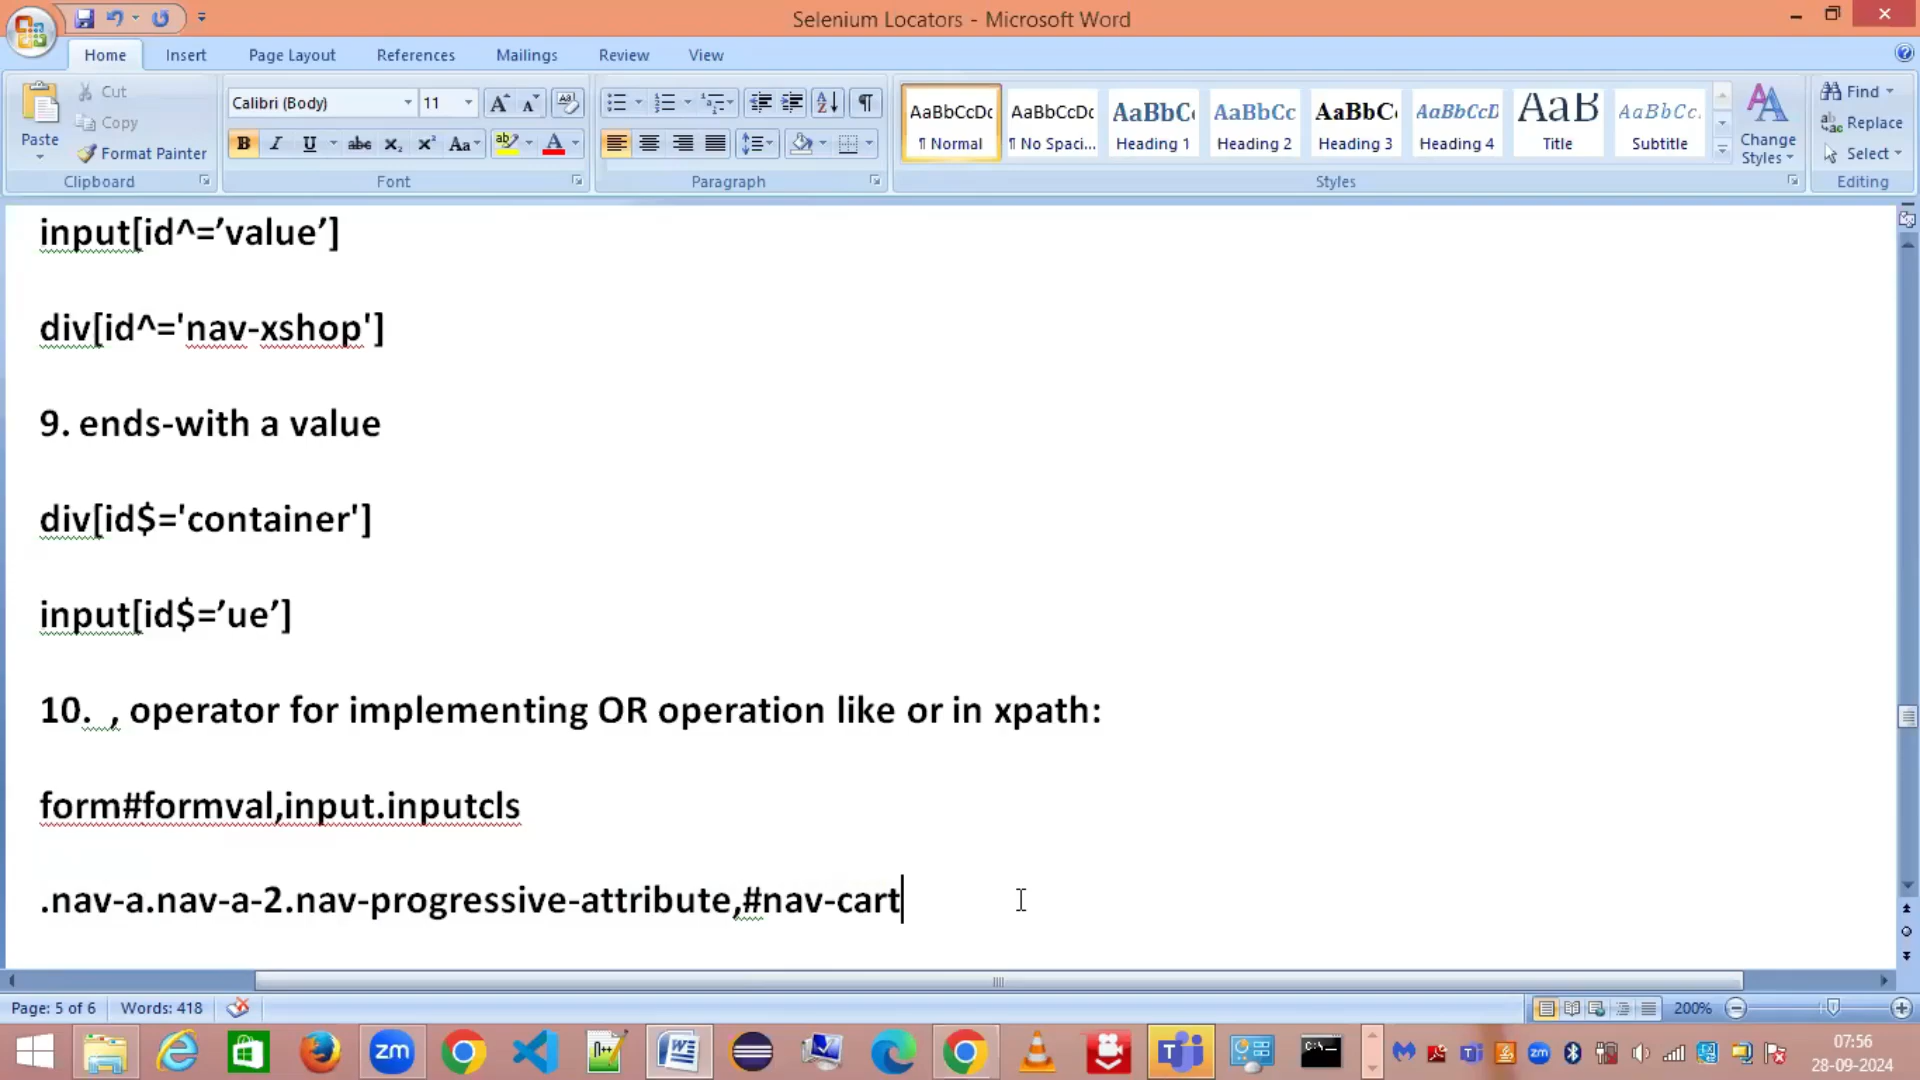 Selenium Locators - Microsoft Word
Home Insert Page Layout References Mailings Review View
Paste
Cut
Copy
Format Painter
Clipboard
Calibri (Body) 11
Font
Paragraph
AaBbCcDc AaBbCcDc AaBbC AaBbCc AaBbC AaBbCcD AaB AaBbCc.
¶ Normal ¶ No Spaci... Heading 1 Heading 2 Heading 3 Heading 4 Title Subtitle
Change Styles
Styles
Find
Replace
Select
Editing
input[id^=’value’]
div[id^='nav-xshop']
9. ends-with a value
div[id$='container']
input[id$=’ue’]
10.  , operator for implementing OR operation like or in xpath:
form#formval,input.inputcls
.nav-a.nav-a-2.nav-progressive-attribute,#nav-cart
Page: 5 of 6 Words: 418 200%
07:56
28-09-2024